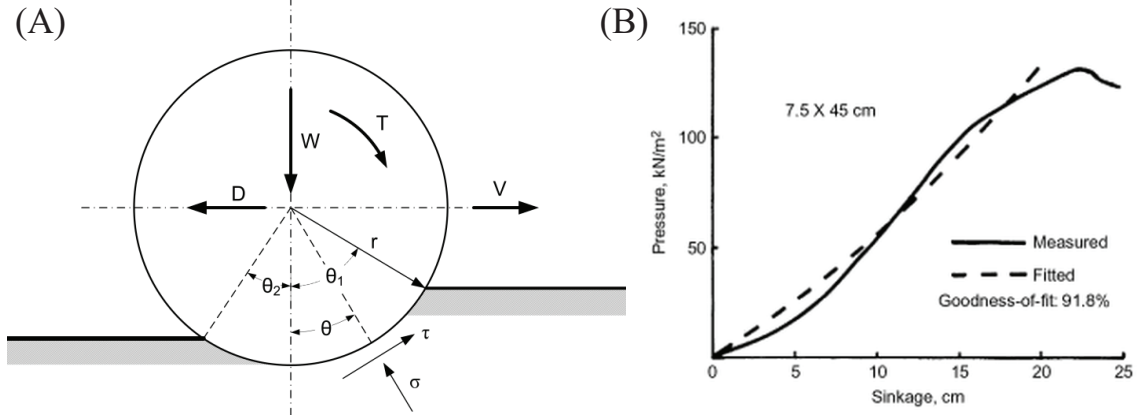 (A)
T
W
D
V
r
θ2
θ1
θ
τ
σ
(B)
150
100
50
0
5
10
15
20
25
Pressure, kN/m²
Sinkage, cm
7.5 X 45 cm
Measured
Fitted
Goodness-of-fit: 91.8%